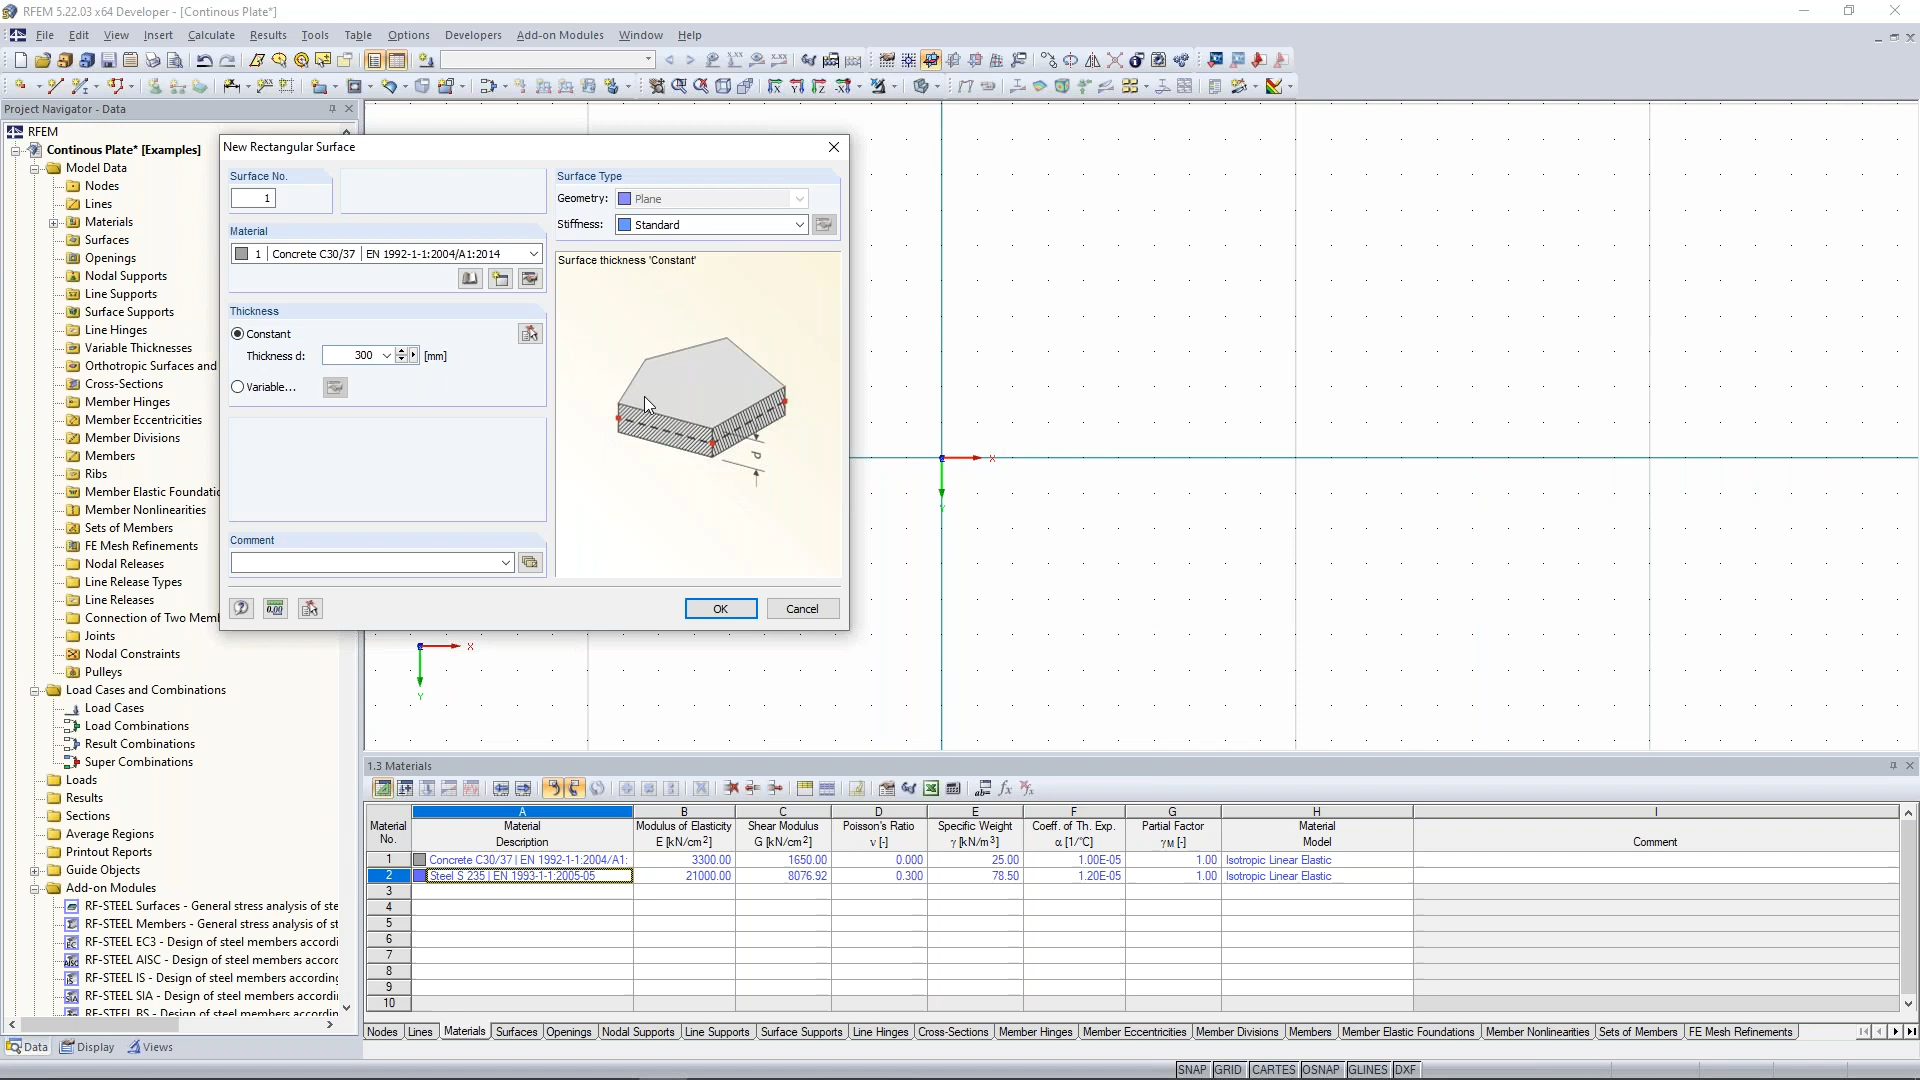 RFEM 5.22.03 x64 Developer - [Continous Plate*]
File Edit View Insert Calculate Results Tools Table Options Developers Add-on Modules Window Help
Project Navigator - Data
RFEM
Continous Plate* [Examples]
Model Data
Nodes
Lines
Materials
Surfaces
Openings
Nodal Supports
Line Supports
Surface Supports
Line Hinges
Variable Thicknesses
Orthotropic Surfaces and
Cross-Sections
Member Hinges
Member Eccentricities
Member Divisions
Members
Ribs
Member Elastic Foundatic
Member Nonlinearities
Sets of Members
FE Mesh Refinements
Nodal Releases
Line Release Types
Line Releases
Connection of Two Meml
Joints
Nodal Constraints
Pulleys
Load Cases and Combinations
Load Cases
Load Combinations
Result Combinations
Super Combinations
Loads
Results
Sections
Average Regions
Printout Reports
Guide Objects
Add-on Modules
RF-STEEL Surfaces - General stress analysis of ste
RF-STEEL Members - General stress analysis of st
RF-STEEL EC3 - Design of steel members accordi
RF-STEEL AISC - Design of steel members accorc
RF-STEEL IS - Design of steel members according
RF-STEEL SIA - Design of steel members accordi
RF-STEEL BS - Design of steel members accordin
Data Display Views
New Rectangular Surface
Surface No.
1
Material
1 Concrete C30/37 EN 1992-1-1:2004/A1:2014
Thickness
Constant
Thickness d: 300 [mm]
Variable...
Comment
Surface Type
Geometry: Plane
Stiffness: Standard
Surface thickness 'Constant'
d
OK Cancel
X
Y
X
Y
1.3 Materials
A B C D E F G H I
Material Material Modulus of Elasticity Shear Modulus Poisson's Ratio Specific Weight Coeff. of Th. Exp. Partial Factor Material
No. Description E [kN/cm2] G [kN/cm2] ν [-] γ [kN/m3] α [1/°C] γM [-] Model Comment
1 Concrete C30/37 | EN 1992-1-1:2004/A1: 3300.00 1650.00 0.000 25.00 1.00E-05 1.00 Isotropic Linear Elastic
2 Steel S 235 | EN 1993-1-1:2005-05 21000.00 8076.92 0.300 78.50 1.20E-05 1.00 Isotropic Linear Elastic
3
4
5
6
7
8
9
10
Nodes Lines Materials Surfaces Openings Nodal Supports Line Supports Surface Supports Line Hinges Cross-Sections Member Hinges Member Eccentricities Member Divisions Members Member Elastic Foundations Member Nonlinearities Sets of Members FE Mesh Refinements
SNAP GRID CARTES OSNAP GLINES DXF